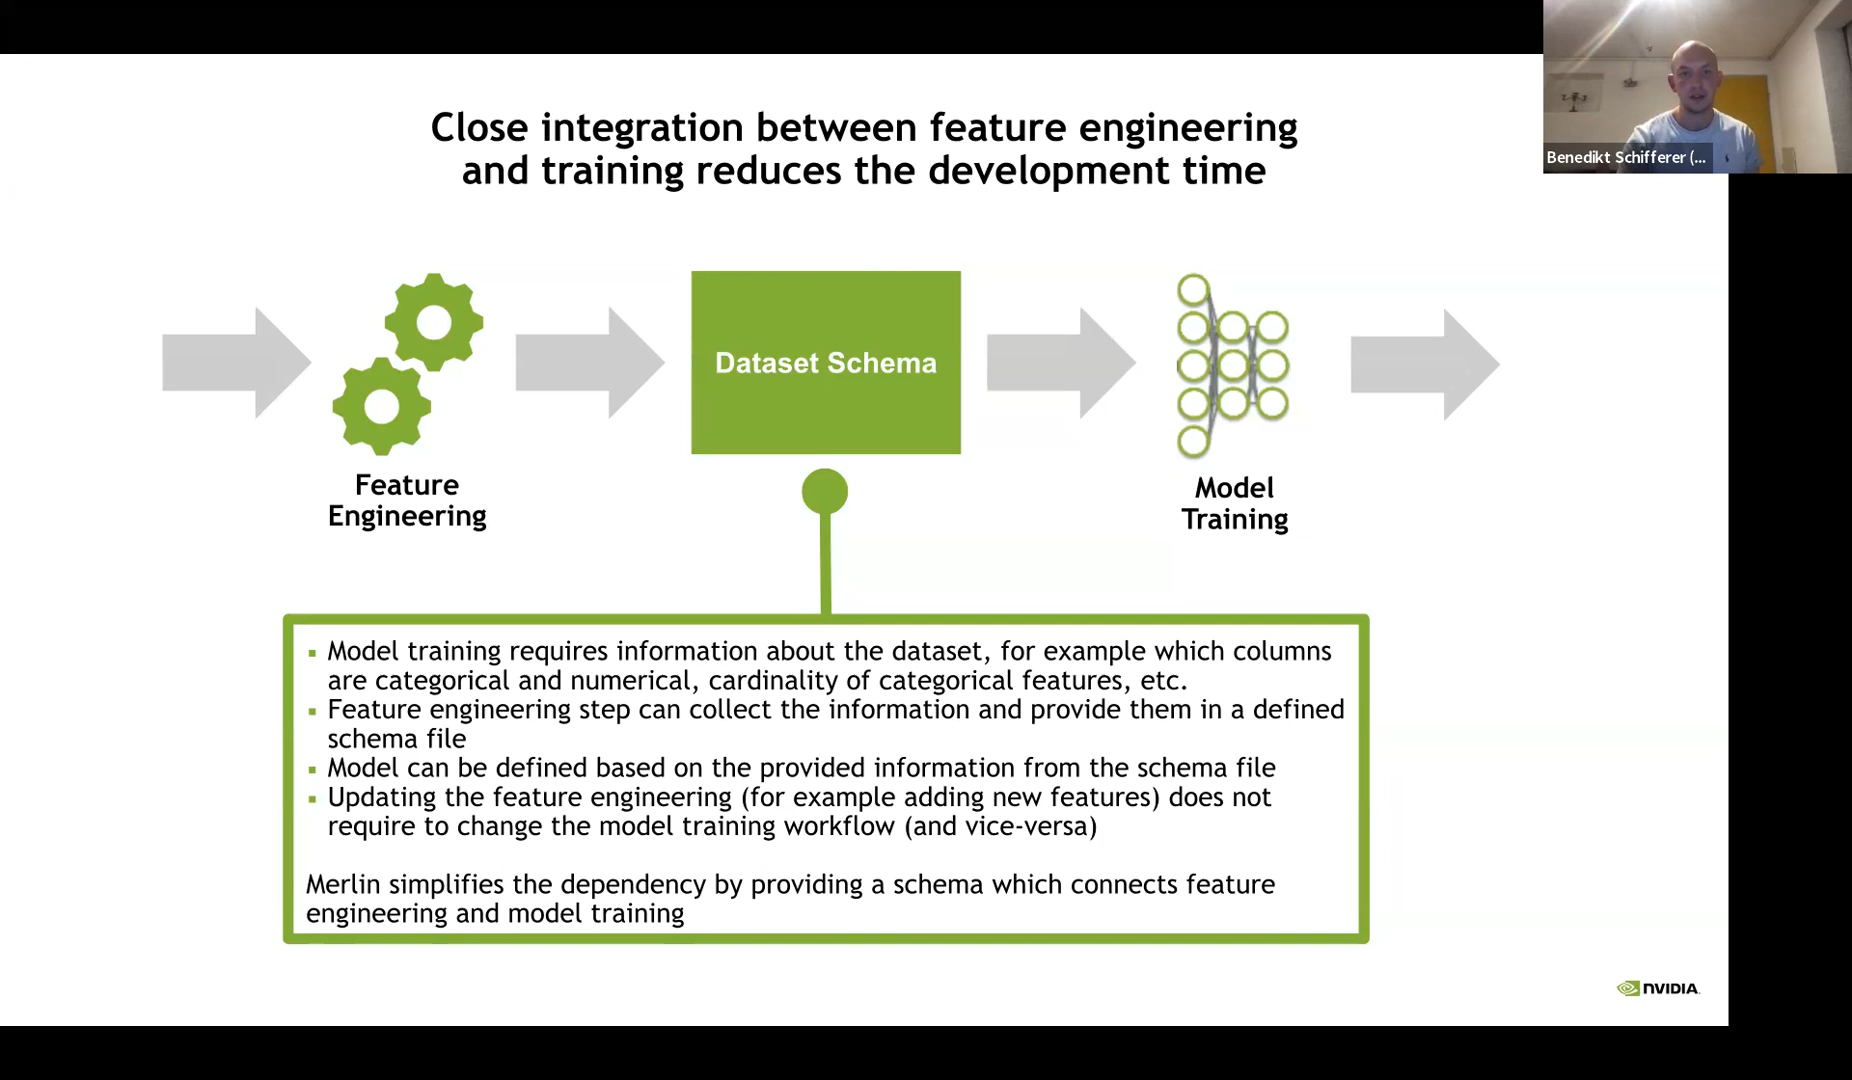 Close integration between feature engineering
and training reduces the development time
Benedikt Schifferer (...
Dataset Schema
Feature
Engineering
Model
Training
▪ Model training requires information about the dataset, for example which columns
are categorical and numerical, cardinality of categorical features, etc.
▪ Feature engineering step can collect the information and provide them in a defined
schema file
▪ Model can be defined based on the provided information from the schema file
▪ Updating the feature engineering (for example adding new features) does not
require to change the model training workflow (and vice-versa)
Merlin simplifies the dependency by providing a schema which connects feature
engineering and model training
NVIDIA.